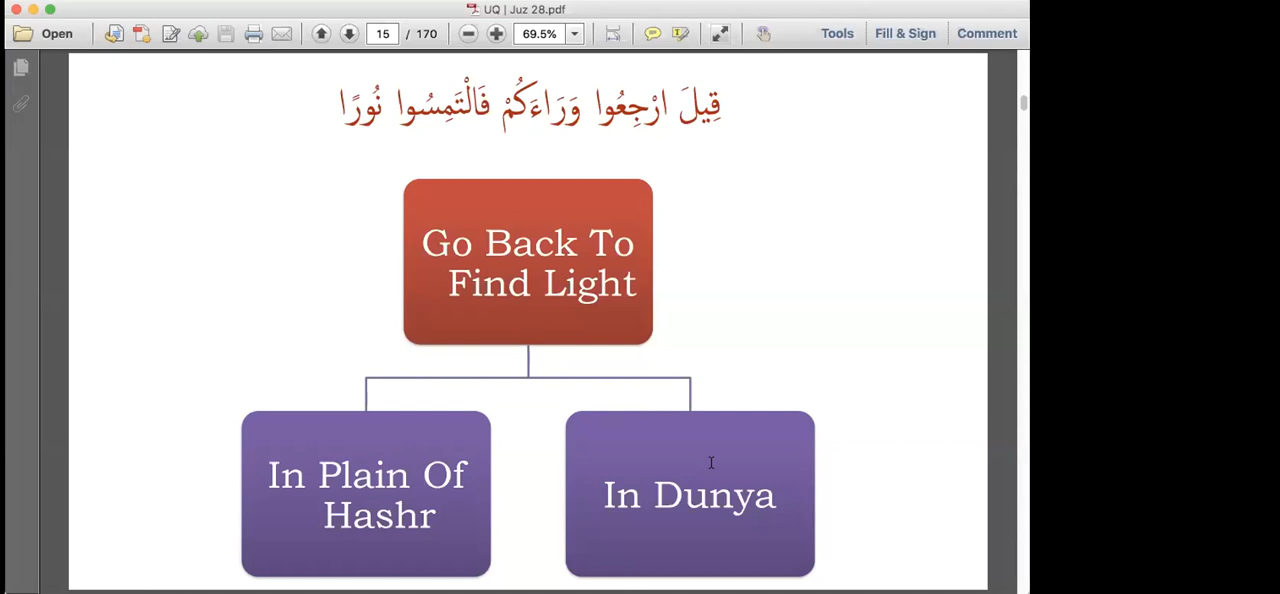 UQ | Juz 28.pdf
Open
15 / 170
69.5%
Tools
Fill & Sign
Comment
قِيلَ ارْجِعُوا وَرَاءَكُمْ فَالْتَمِسُوا نُورًا
Go Back To
Find Light
In Plain Of
Hashr
In Dunya